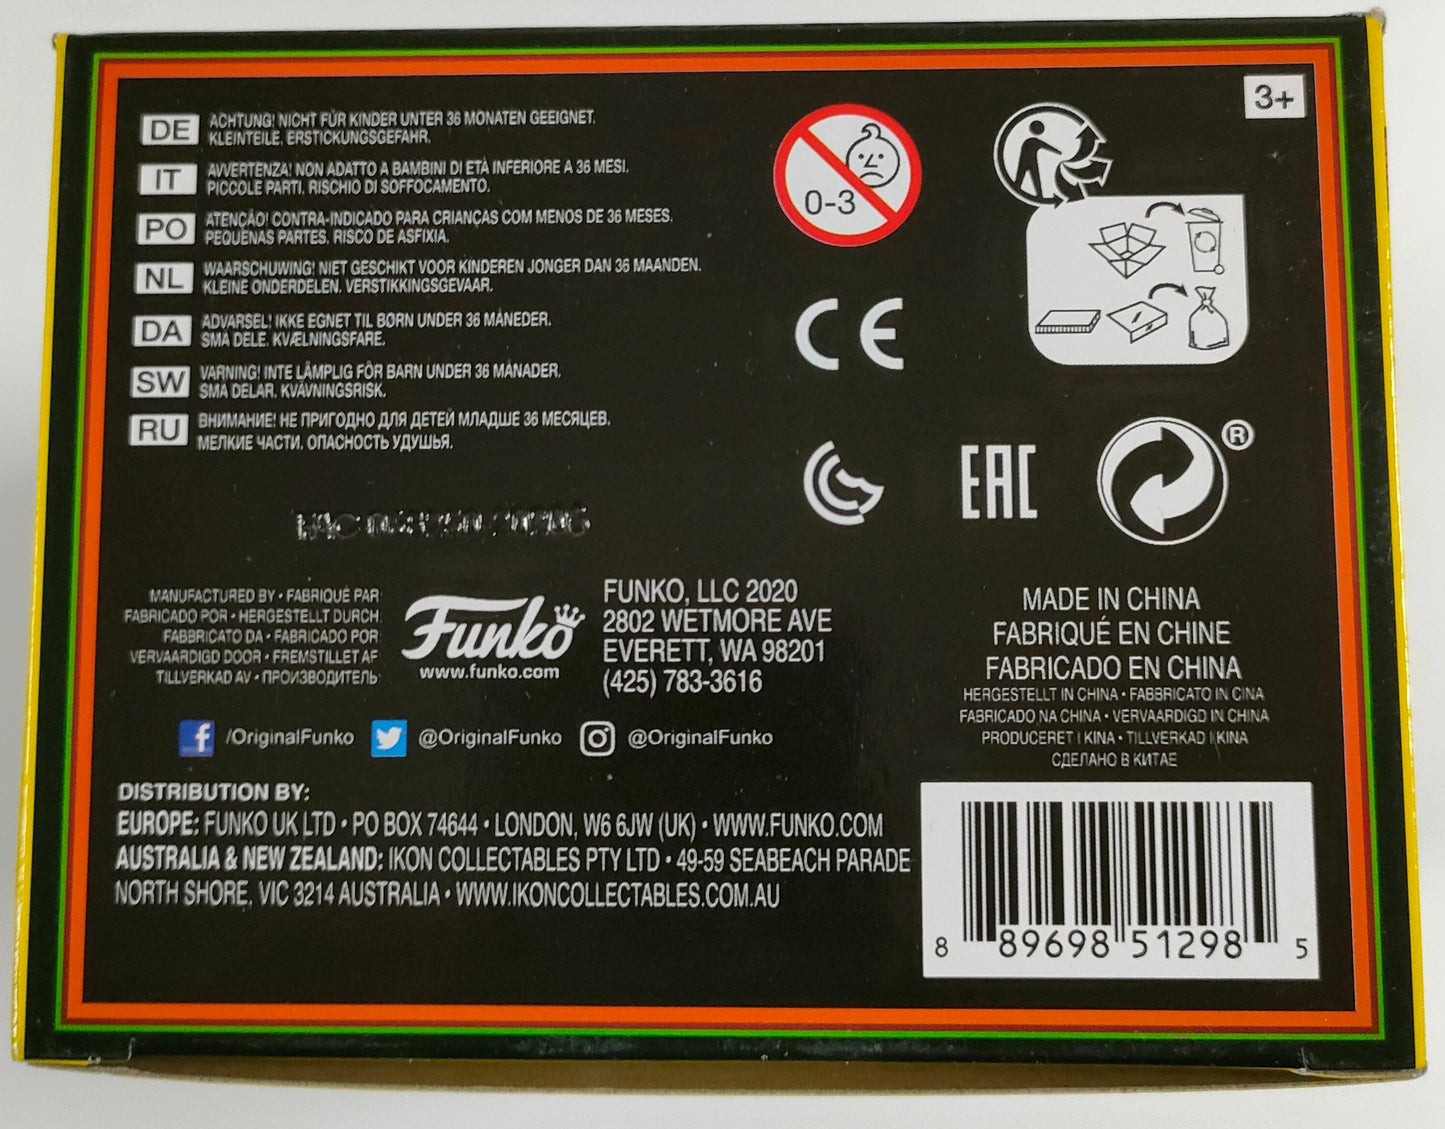 3+
DE ACHTUNG! NICHT FÜR KINDER UNTER 36 MONATEN GEEIGNET.
KLEINTEILE. ERSTICKUNGSGEFAHR.
IT AVVERTENZA! NON ADATTO A BAMBINI DI ETÀ INFERIORE A 36 MESI.
PICCOLE PARTI. RISCHIO DI SOFFOCAMENTO.
PO ATENÇÃO! CONTRA-INDICADO PARA CRIANÇAS COM MENOS DE 36 MESES.
PEQUENAS PARTES. RISCO DE ASFIXIA.
NL WAARSCHUWING! NIET GESCHIKT VOOR KINDEREN JONGER DAN 36 MAANDEN.
KLEINE ONDERDELEN. VERSTIKKINGSGEVAAR.
DA ADVARSEL! IKKE EGNET TIL BØRN UNDER 36 MÅNEDER.
SMÅ DELE. KVÆLNINGSFARE.
SW VARNING! INTE LÄMPLIG FÖR BARN UNDER 36 MÅNADER.
SMÅ DELAR. KVÄVNINGSRISK.
RU ВНИМАНИЕ! НЕ ПРИГОДНО ДЛЯ ДЕТЕЙ МЛАДШЕ 36 МЕСЯЦЕВ.
МЕЛКИЕ ЧАСТИ. ОПАСНОСТЬ УДУШЬЯ.
0-3
CE
EAC
®
MANUFACTURED BY • FABRIQUÉ PAR
FABRICADO POR • HERGESTELLT DURCH
FABBRICATO DA • FABRICADO POR
VERVAARDIGD DOOR • FREMSTILLET AF
TILLVERKAD AV • ПРОИЗВОДИТЕЛЬ
Funko
www.funko.com
FUNKO, LLC 2020
2802 WETMORE AVE
EVERETT, WA 98201
(425) 783-3616
MADE IN CHINA
FABRIQUÉ EN CHINE
FABRICADO EN CHINA
HERGESTELLT IN CHINA • FABBRICATO IN CINA
FABRICADO NA CHINA • VERVAARDIGD IN CHINA
PRODUCERET I KINA • TILLVERKAD I KINA
СДЕЛАНО В КИТАЕ
/OriginalFunko @OriginalFunko @OriginalFunko
DISTRIBUTION BY:
EUROPE: FUNKO UK LTD • PO BOX 74644 • LONDON, W6 6JW (UK) • WWW.FUNKO.COM
AUSTRALIA & NEW ZEALAND: IKON COLLECTABLES PTY LTD • 49-59 SEABEACH PARADE
NORTH SHORE, VIC 3214 AUSTRALIA • WWW.IKONCOLLECTABLES.COM.AU
8 89698 51298 5